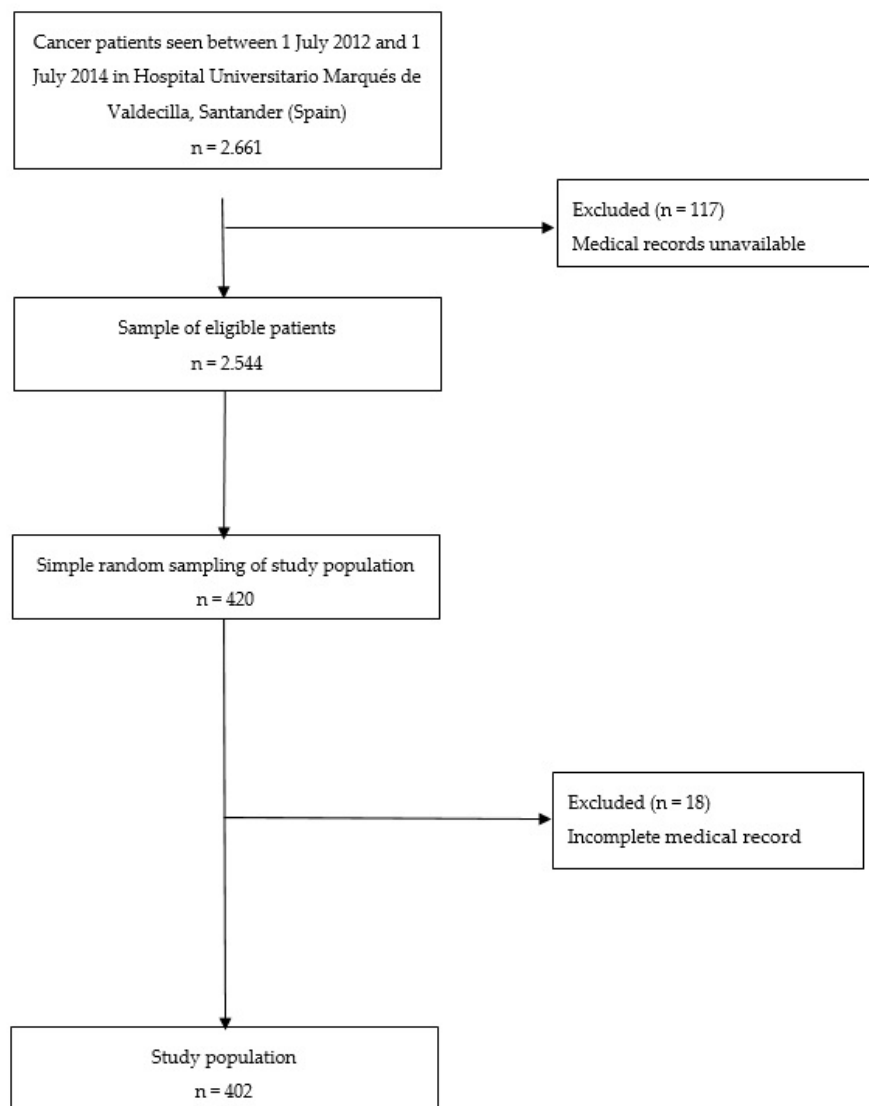 Cancer patients seen between 1 July 2012 and 1
July 2014 in Hospital Universitario Marqués de
Valdecilla, Santander (Spain)
n = 2.661
Excluded (n = 117)
Medical records unavailable
Sample of eligible patients
n = 2.544
Simple random sampling of study population
n = 420
Excluded (n = 18)
Incomplete medical record
Study population
n = 402